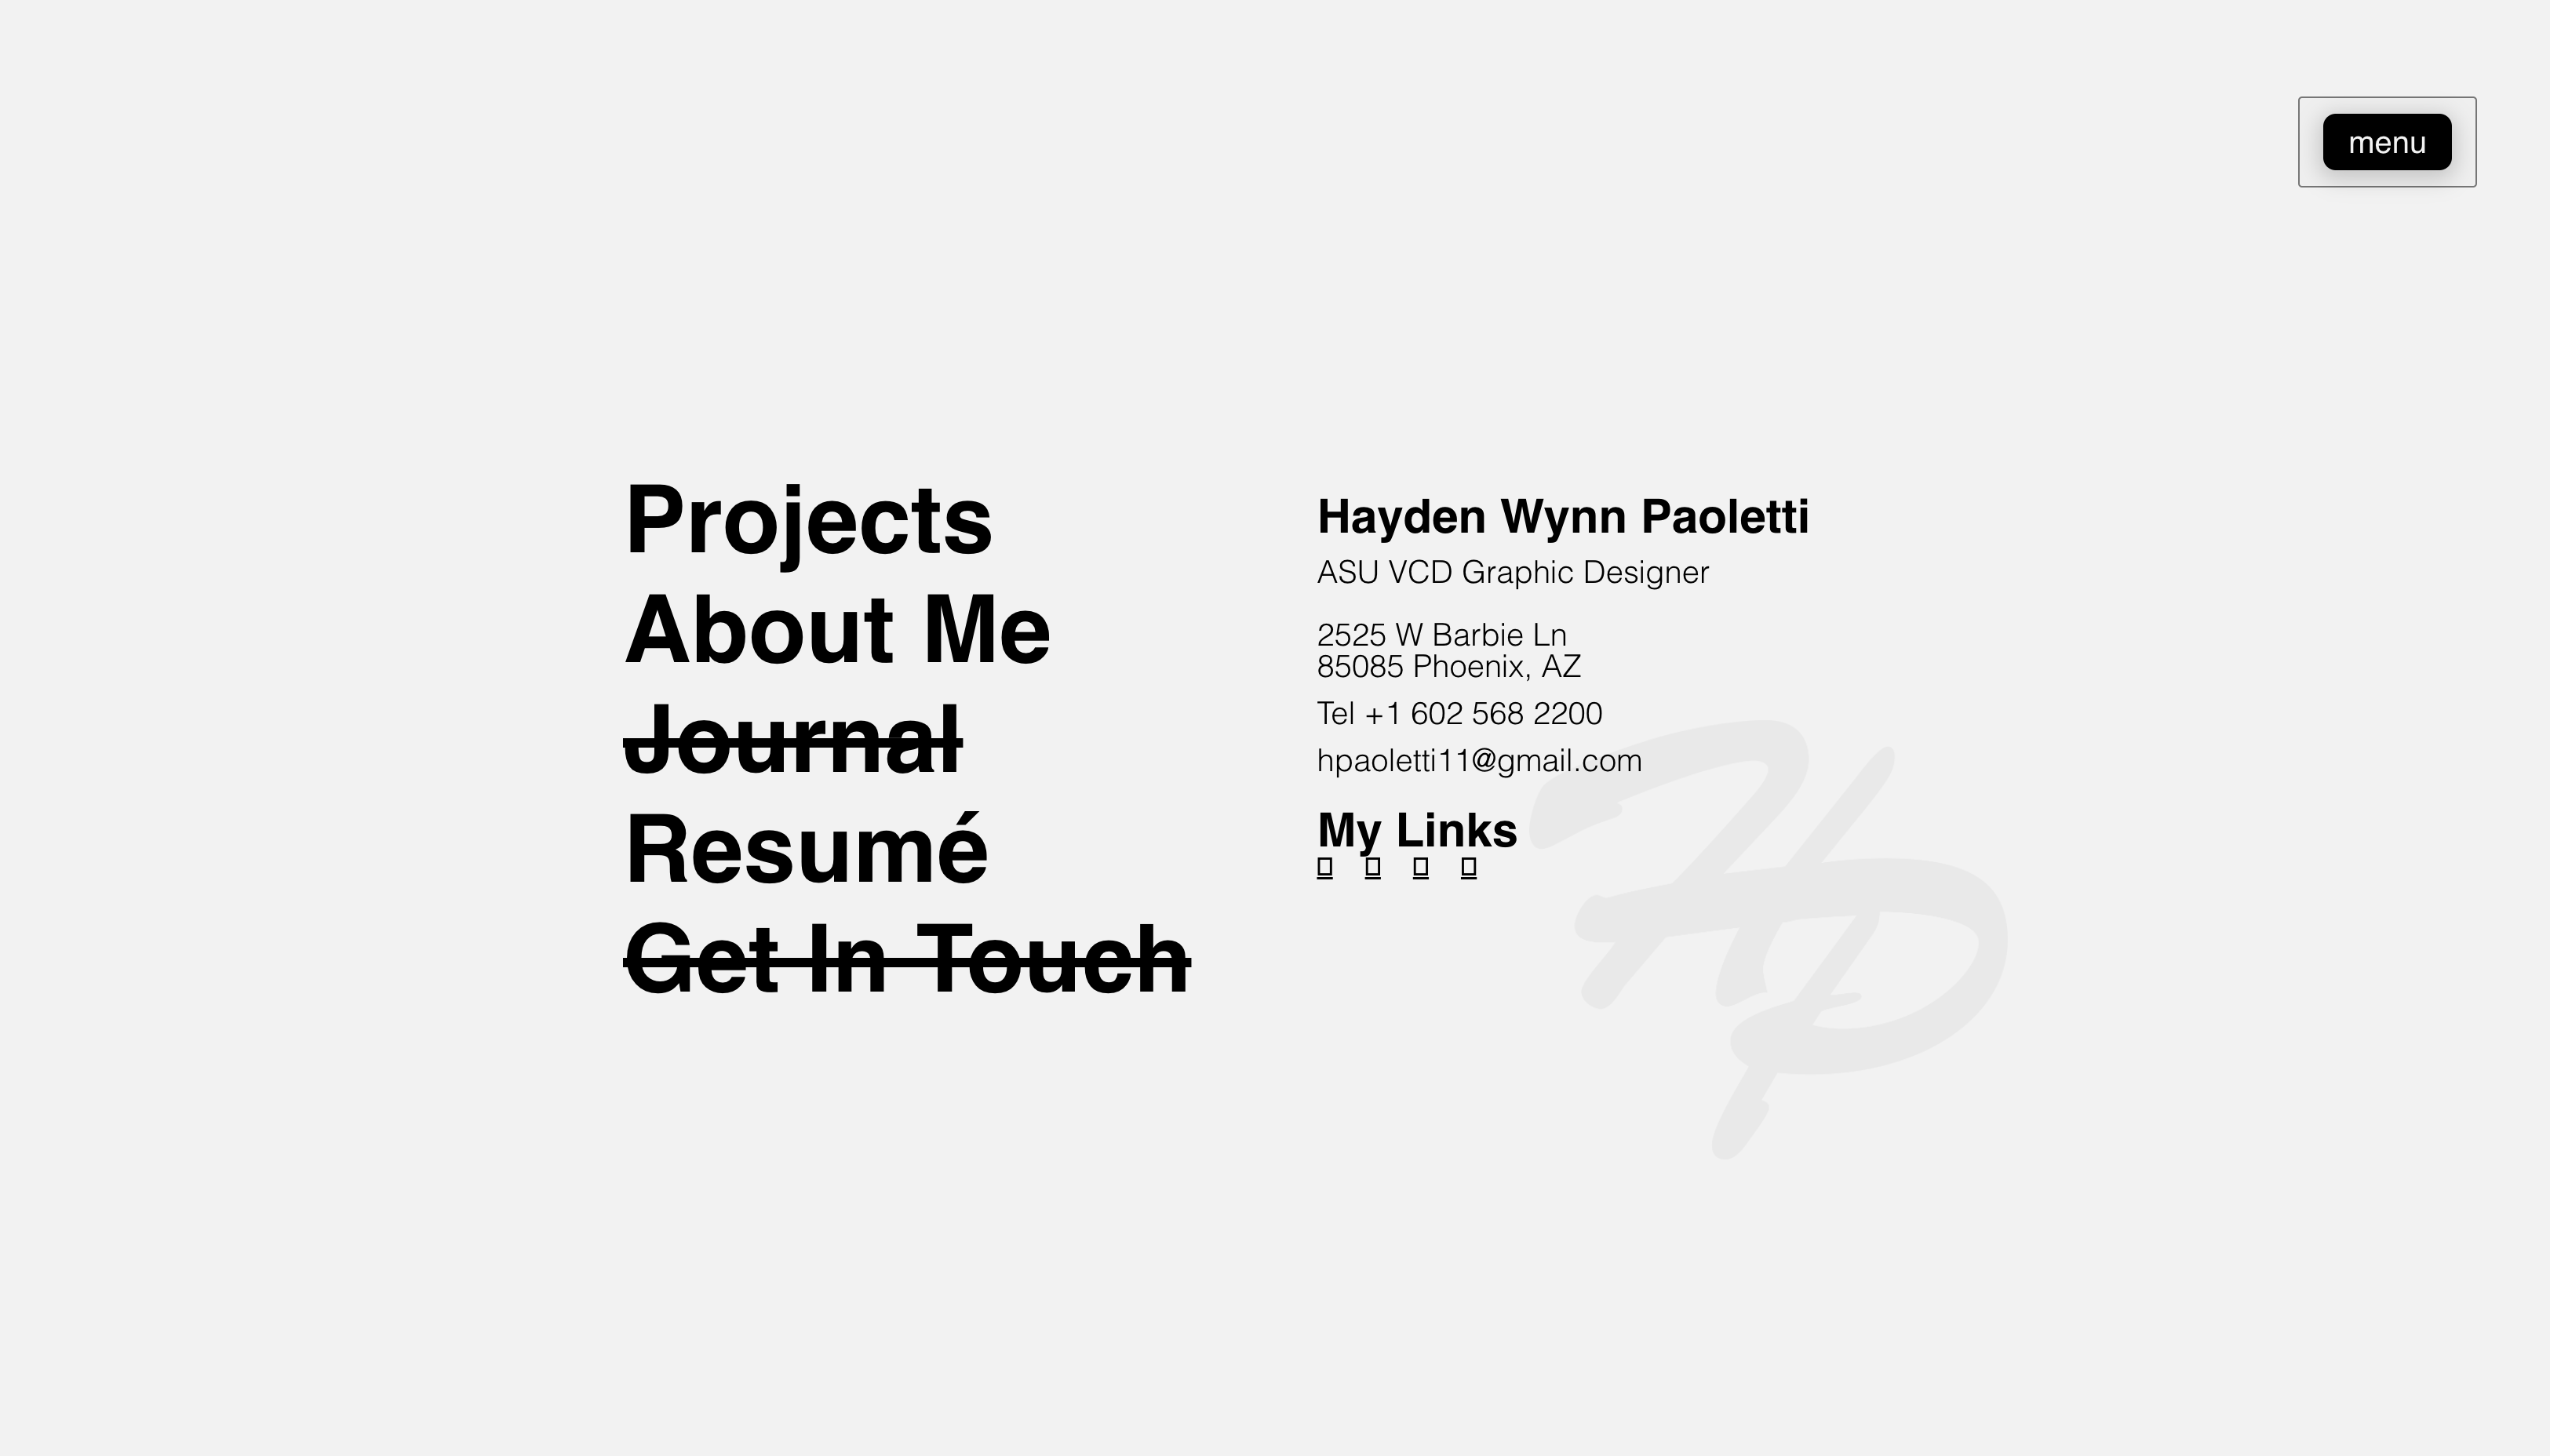 menu
Projects
About Me
Journal
Resumé
Get In Touch
Hayden Wynn Paoletti
ASU VCD Graphic Designer
2525 W Barbie Ln
85085 Phoenix, AZ
Tel +1 602 568 2200
hpaoletti11@gmail.com
My Links
HP